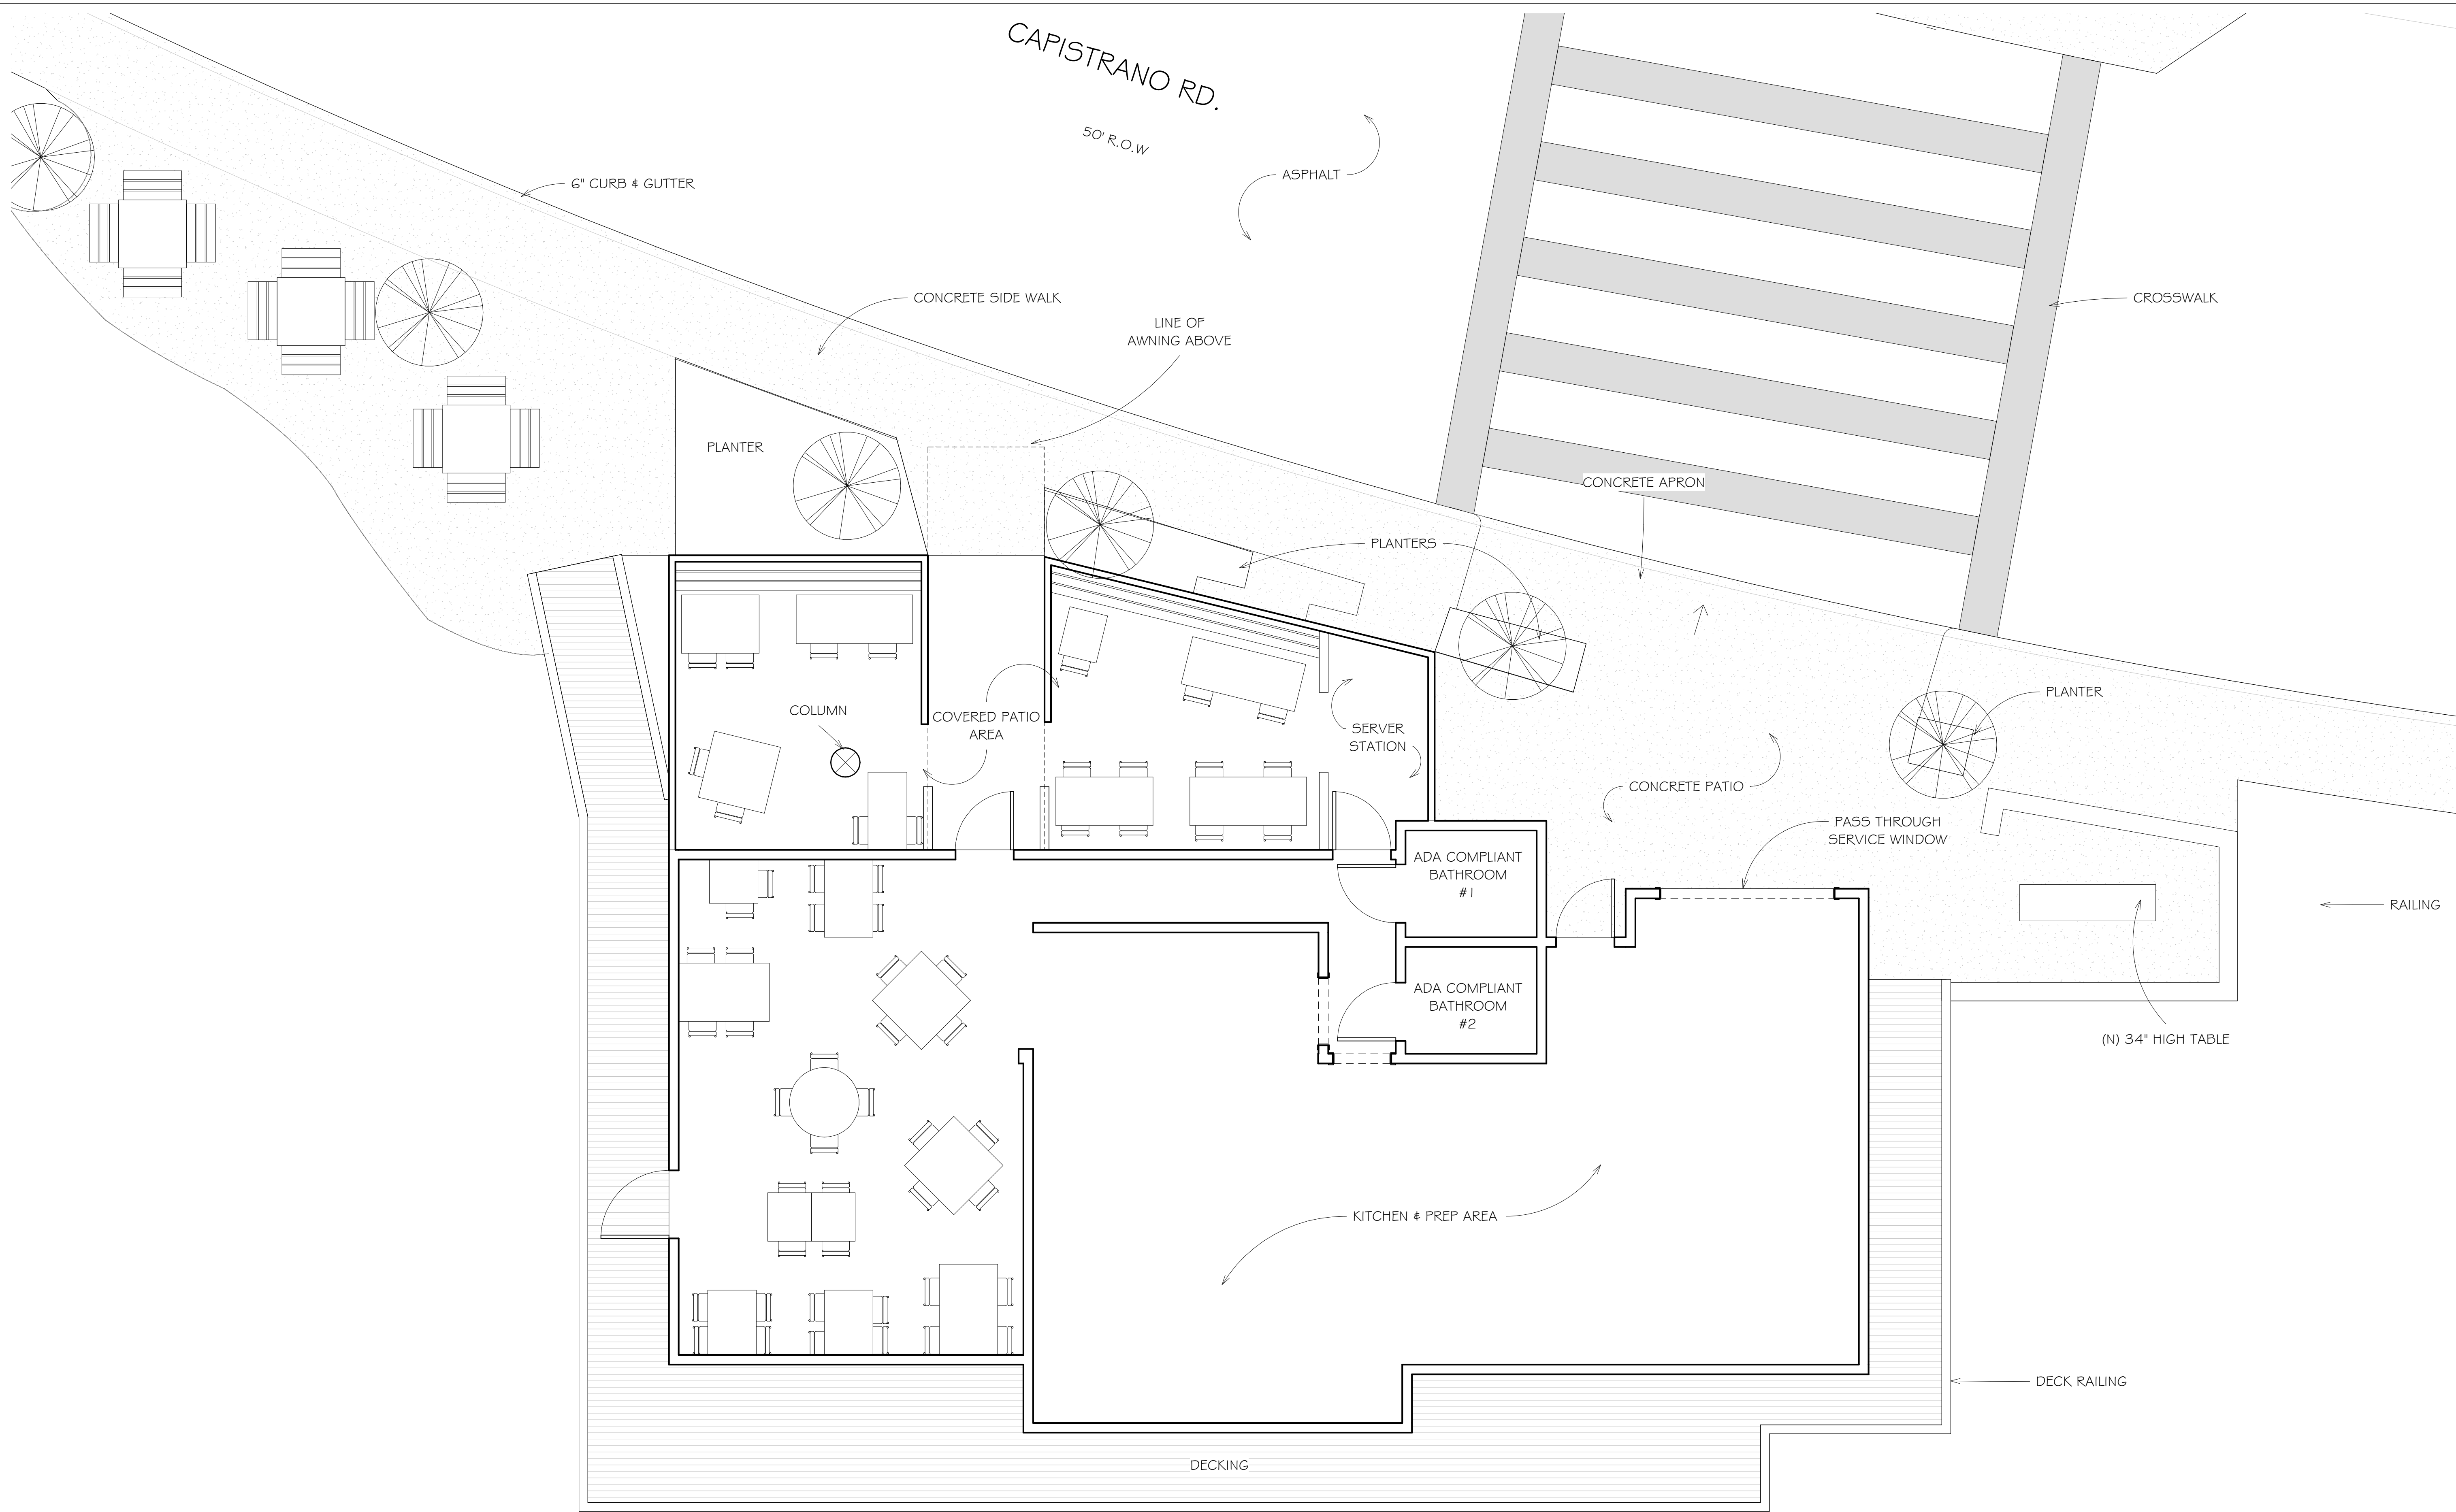 CAPISTRANO RD.
50' R.O.W
ASPHALT
6" CURB & GUTTER
CONCRETE SIDE WALK
CROSSWALK
LINE OF
AWNING ABOVE
PLANTER
CONCRETE APRON
PLANTERS
PLANTER
COLUMN
COVERED PATIO
AREA
SERVER
STATION
CONCRETE PATIO
PASS THROUGH
SERVICE WINDOW
ADA COMPLIANT
BATHROOM
#1
RAILING
ADA COMPLIANT
BATHROOM
#2
(N) 34" HIGH TABLE
KITCHEN & PREP AREA
DECK RAILING
DECKING